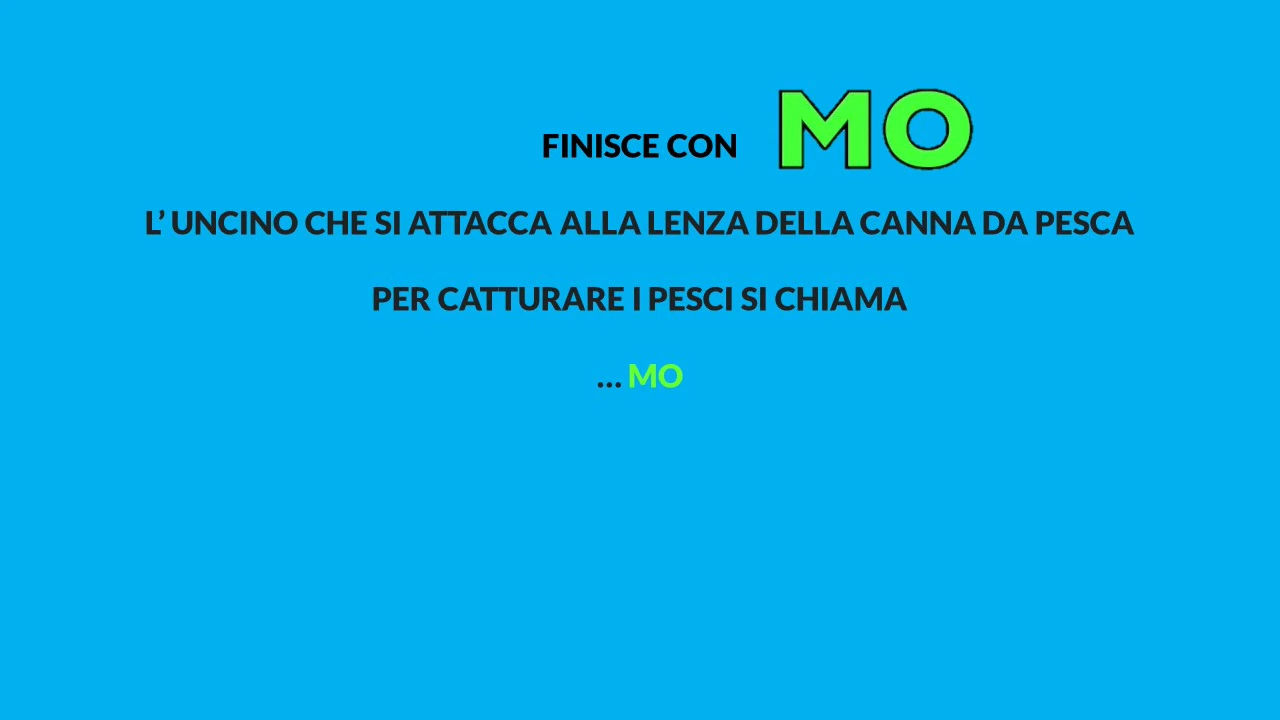 FINISCE CON MO
L’ UNCINO CHE SI ATTACCA ALLA LENZA DELLA CANNA DA PESCA
PER CATTURARE I PESCI SI CHIAMA
... MO